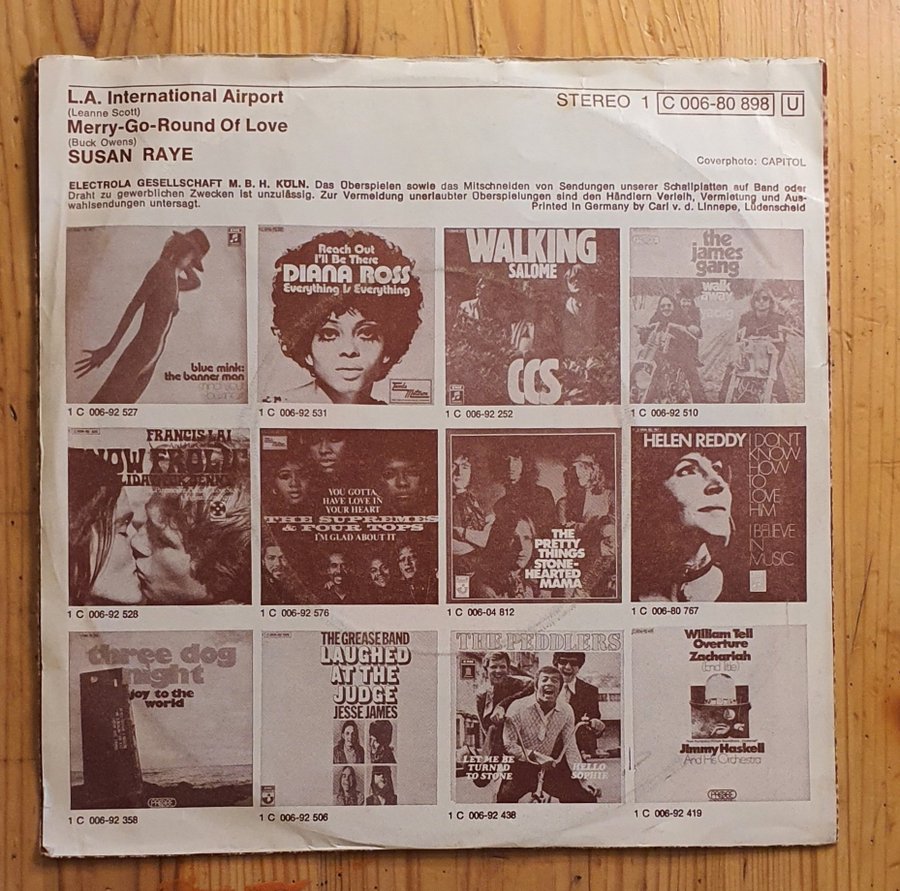 L.A. International Airport
(Leanne Scott)
Merry-Go-Round Of Love
(Buck Owens)
SUSAN RAYE
STEREO 1 C 006-80 898 U
Coverphoto: CAPITOL
ELECTROLA GESELLSCHAFT M. B. H. KÖLN. Das Überspielen sowie das Mitschneiden von Sendungen unserer Schallplatten auf Band oder
Draht zu gewerblichen Zwecken ist unzulässig. Zur Vermeidung unerlaubter Überspielungen sind den Händlern Verleih, Vermietung und Aus-
wahlsendungen untersagt.
Printed in Germany by Carl v. d. Linnepe, Lüdenscheid
blue mink:
the banner man
1 C 006-92 527
Reach Out
I'll Be There
DIANA ROSS
Everything Is Everything
1 C 006-92 531
WALKING
SALOME
CCS
1 C 006-92 252
the
james
gang
walk
away
1 C 006-92 510
FRANCIS LAI
SNOW FROLIC
1 C 006-92 528
YOU GOTTA
HAVE LOVE IN
YOUR HEART
THE SUPREMES
& FOUR TOPS
I'M GLAD ABOUT IT
1 C 006-92 576
THE
PRETTY
THINGS
STONE-
HEARTED
MAMA
1 C 006-04 812
HELEN REDDY
I DON'T
KNOW
HOW
TO
LOVE
HIM
I BELIEVE
IN
MUSIC
1 C 006-80 767
three dog
night
joy to the
world
PROBE
1 C 006-92 358
THE GREASE BAND
LAUGHED
AT THE
JUDGE
JESSE JAMES
1 C 006-92 506
THE PEDDLERS
LET ME BE
TURNED
TO STONE
HELLO
SOPHIE
1 C 006-92 438
William Tell
Overture
Zachariah
(End title)
Jimmy Haskell
And His Orchestra
PROBE
1 C 006-92 419